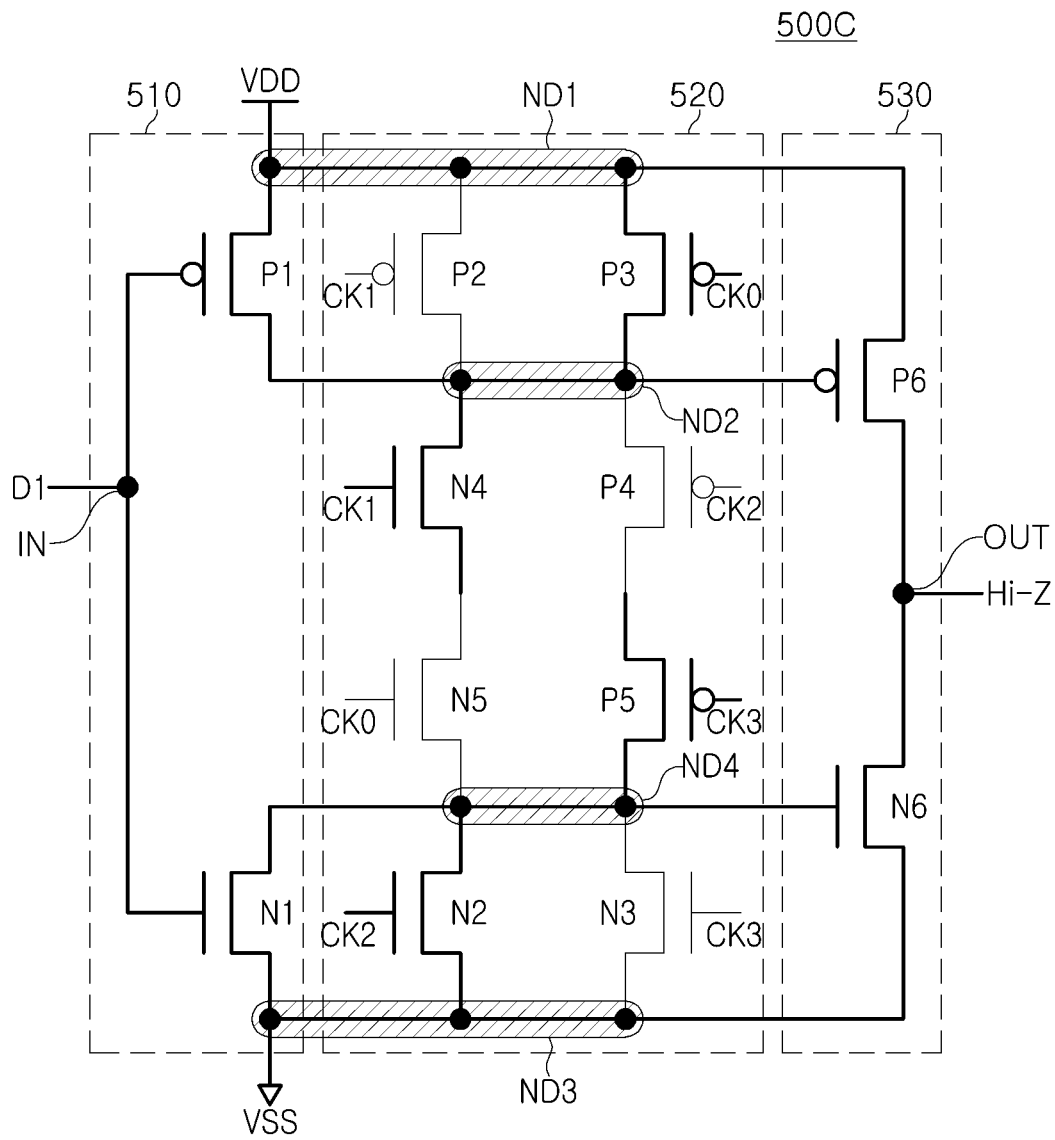 500C
VDD
510
ND1
520
530
P1
P2
P3
CK1
CK0
P6
ND2
D1
N4
P4
CK1
CK2
IN
OUT
Hi-Z
N5
P5
CK0
CK3
ND4
N6
N1
N2
N3
CK2
CK3
ND3
VSS